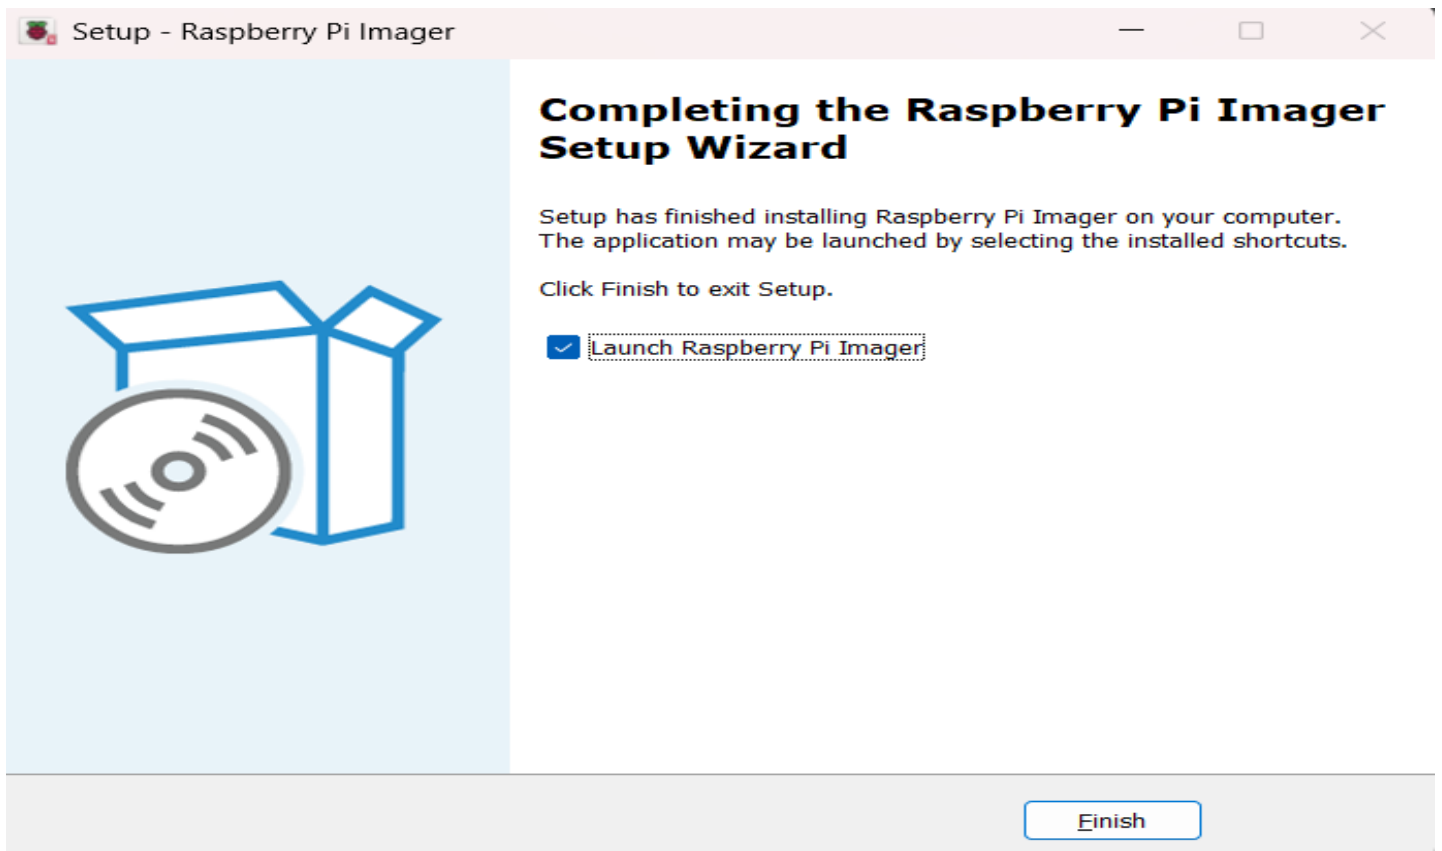 Setup - Raspberry Pi Imager
Completing the Raspberry Pi Imager
Setup Wizard
Setup has finished installing Raspberry Pi Imager on your computer.
The application may be launched by selecting the installed shortcuts.
Click Finish to exit Setup.
Launch Raspberry Pi Imager
Finish